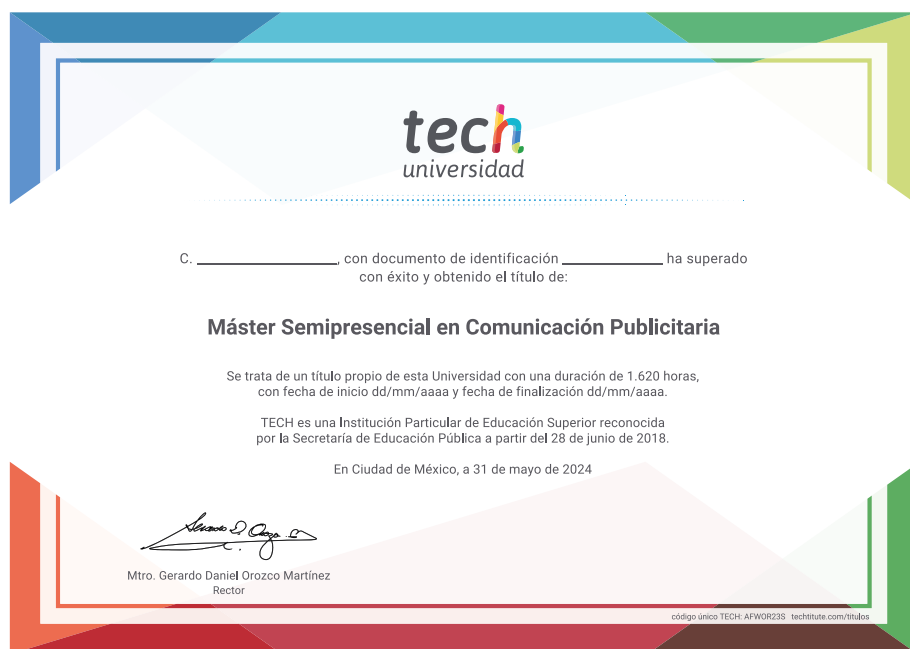 tech
universidad
C. ________________, con documento de identificación ____________ ha superado
con éxito y obtenido el título de:
Máster Semipresencial en Comunicación Publicitaria
Se trata de un título propio de esta Universidad con una duración de 1.620 horas,
con fecha de inicio dd/mm/aaaa y fecha de finalización dd/mm/aaaa.
TECH es una Institución Particular de Educación Superior reconocida
por la Secretaría de Educación Pública a partir del 28 de junio de 2018.
En Ciudad de México, a 31 de mayo de 2024
Mtro. Gerardo Daniel Orozco Martínez
Rector
código único TECH: AFWOR23S techtitute.com/titulos